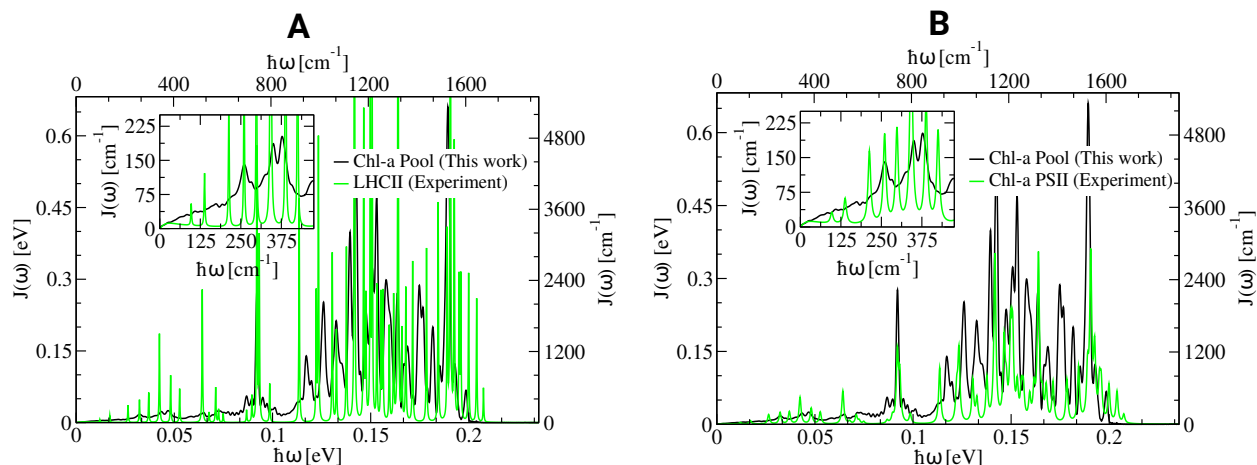 A
ħω [cm⁻¹]
0 400 800 1200 1600
J(ω) [eV]
0.6
0.45
0.3
0.15
0
J(ω) [cm⁻¹]
225
150
75
0
0 125 250 375
ħω [cm⁻¹]
Chl-a Pool (This work)
LHCII (Experiment)
4800
3600
2400
1200
0
J(ω) [cm⁻¹]
0 0.05 0.1 0.15 0.2
ħω [eV]
B
ħω [cm⁻¹]
0 400 800 1200 1600
J(ω) [eV]
0.6
0.45
0.3
0.15
0
J(ω) [cm⁻¹]
225
150
75
0
0 125 250 375
ħω [cm⁻¹]
Chl-a Pool (This work)
Chl-a PSII (Experiment)
4800
3600
2400
1200
0
J(ω) [cm⁻¹]
0 0.05 0.1 0.15 0.2
ħω [eV]